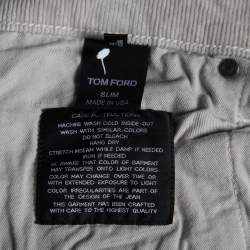 TOM FORD
SLIM
MADE IN USA
CARE INSTRUCTIONS
MACHINE WASH COLD INSIDE-OUT
WASH WITH SIMILAR COLORS
DO NOT BLEACH
HANG DRY
STRETCH INSEAM WHILE DAMP IF NEEDED
IRON IF NEEDED
BE AWARE THAT COLOR OF GARMENT
MAY TRANSFER ONTO LIGHT COLORS
COLOR MAY CHANGE OVER TIME OR
WITH EXTENDED EXPOSURE TO LIGHT
COLOR IRREGULARITIES ARE PART OF
THE DESIGN OF THE JEAN
THIS GARMENT HAS BEEN CRAFTED
WITH CARE TO THE HIGHEST QUALITY